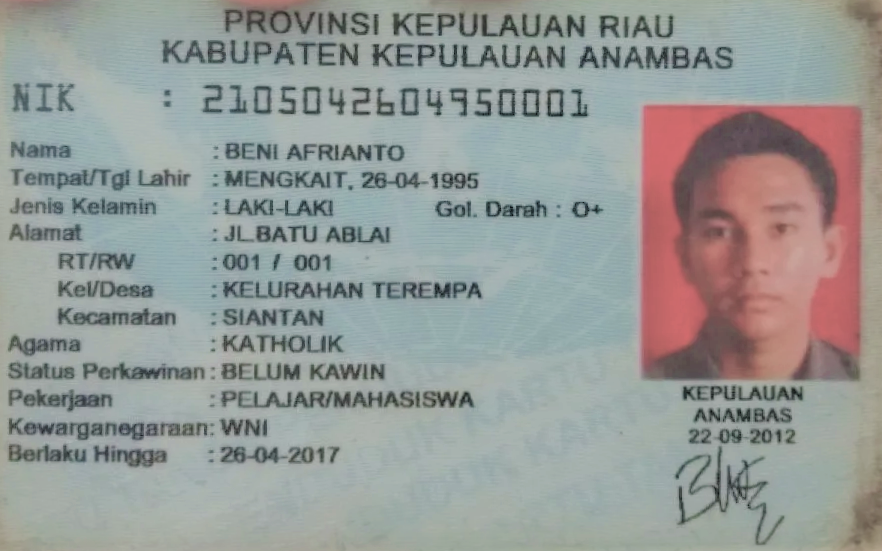 PROVINSI KEPULAUAN RIAU
KABUPATEN KEPULAUAN ANAMBAS
NIK : 2105042604950001
Nama : BENI AFRIANTO
Tempat/Tgl Lahir : MENGKAIT, 26-04-1995
Jenis Kelamin : LAKI-LAKI Gol. Darah : O+
Alamat : JL.BATU ABLAI
RT/RW : 001 / 001
Kel/Desa : KELURAHAN TEREMPA
Kecamatan : SIANTAN
Agama : KATHOLIK
Status Perkawinan : BELUM KAWIN
Pekerjaan : PELAJAR/MAHASISWA
Kewarganegaraan: WNI
Berlaku Hingga : 26-04-2017
KEPULAUAN
ANAMBAS
22-09-2012